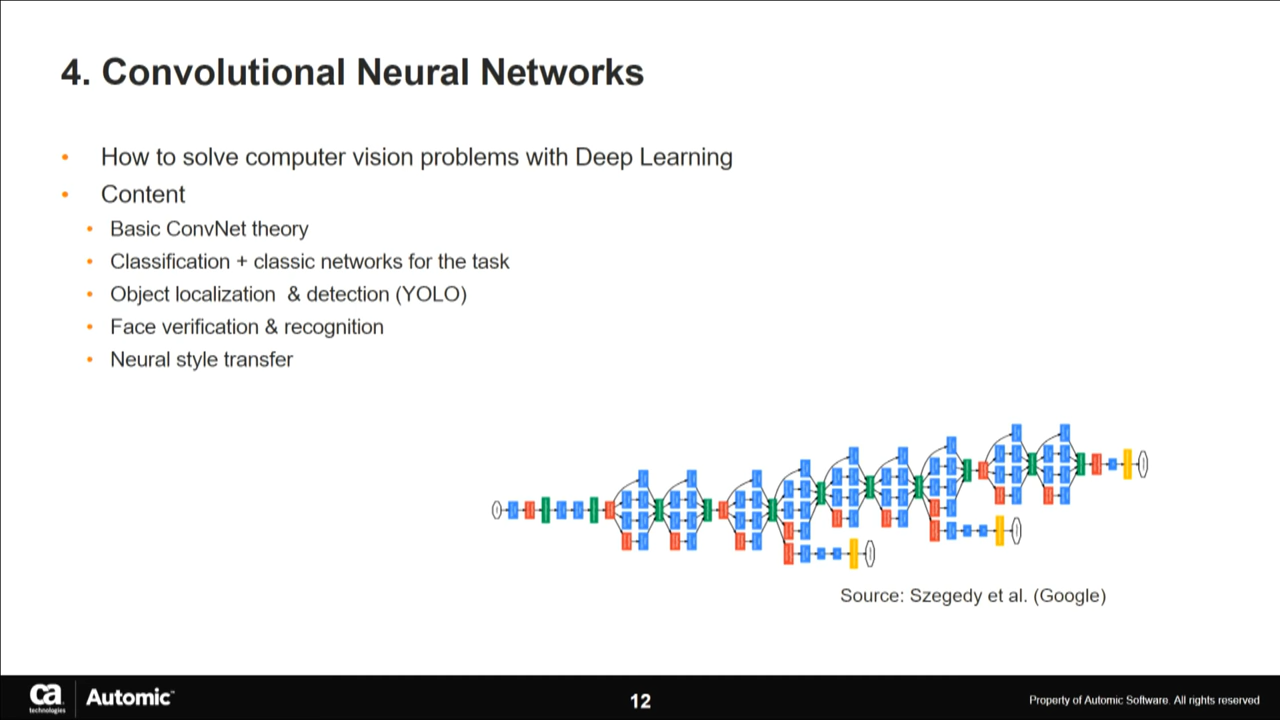 4. Convolutional Neural Networks
• How to solve computer vision problems with Deep Learning
• Content
• Basic ConvNet theory
• Classification + classic networks for the task
• Object localization & detection (YOLO)
• Face verification & recognition
• Neural style transfer
Source: Szegedy et al. (Google)
ca technologies Automic™ 12 Property of Automic Software. All rights reserved